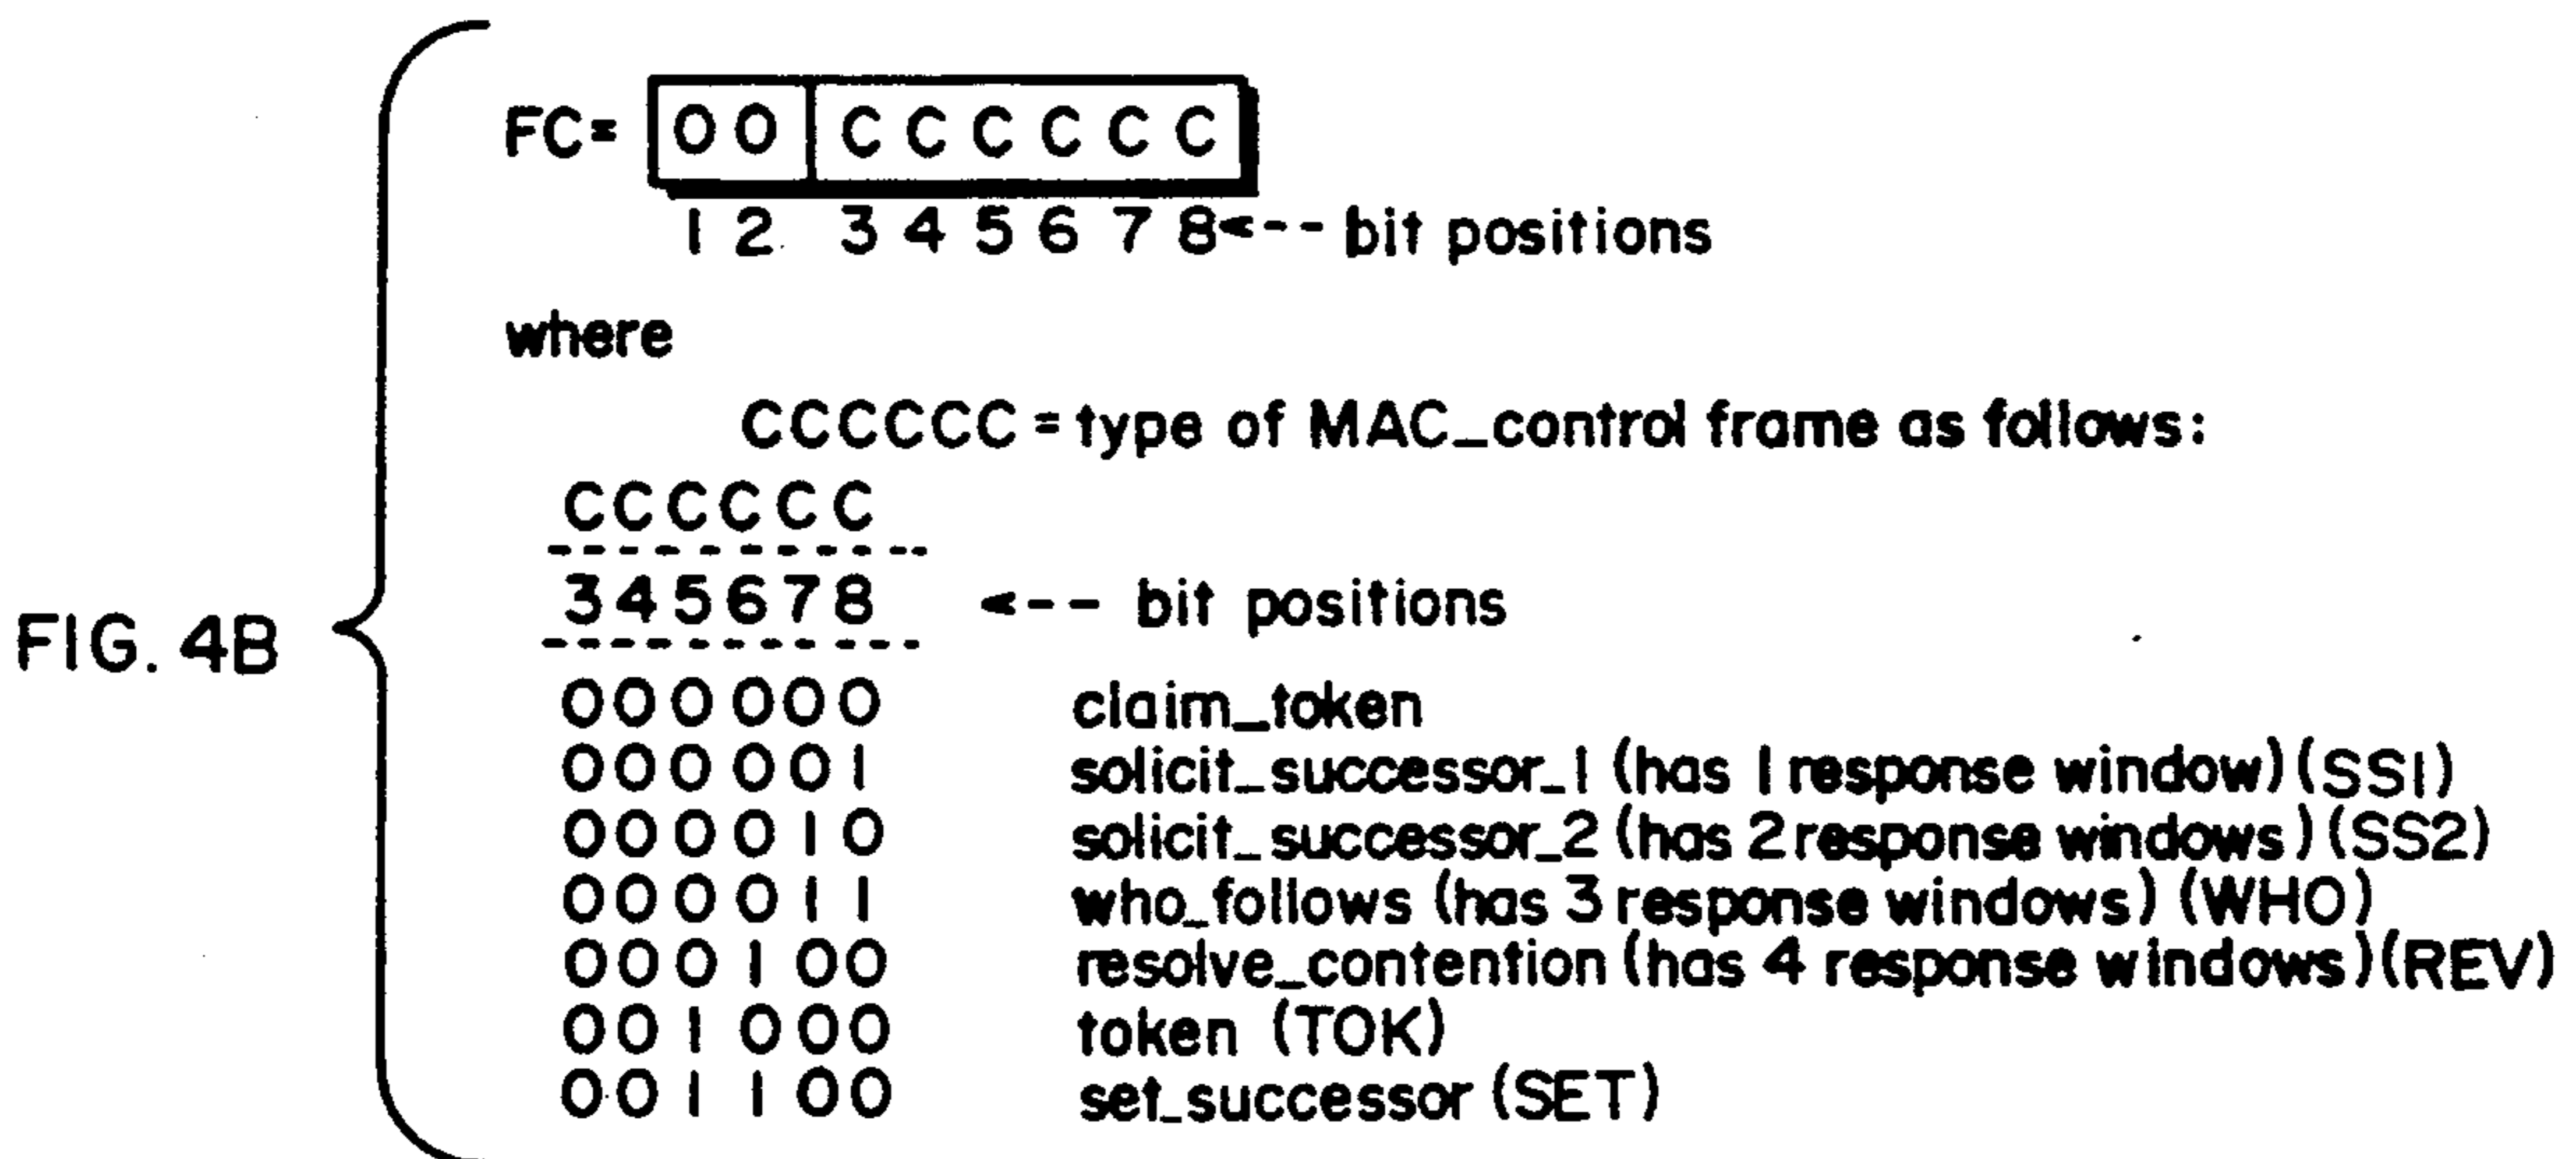 FC= 00 CCCCCC
1 2 3 4 5 6 7 8<-- bit positions
where
CCCCCC = type of MAC_control frame as follows:
CCCCCC
345678 <-- bit positions
FIG. 4B
000000 claim_token
000001 solicit_successor_1 (has 1 response window) (SS1)
000010 solicit_successor_2 (has 2 response windows) (SS2)
000011 who_follows (has 3 response windows) (WHO)
000100 resolve_contention (has 4 response windows) (REV)
001000 token (TOK)
001100 set_successor (SET)